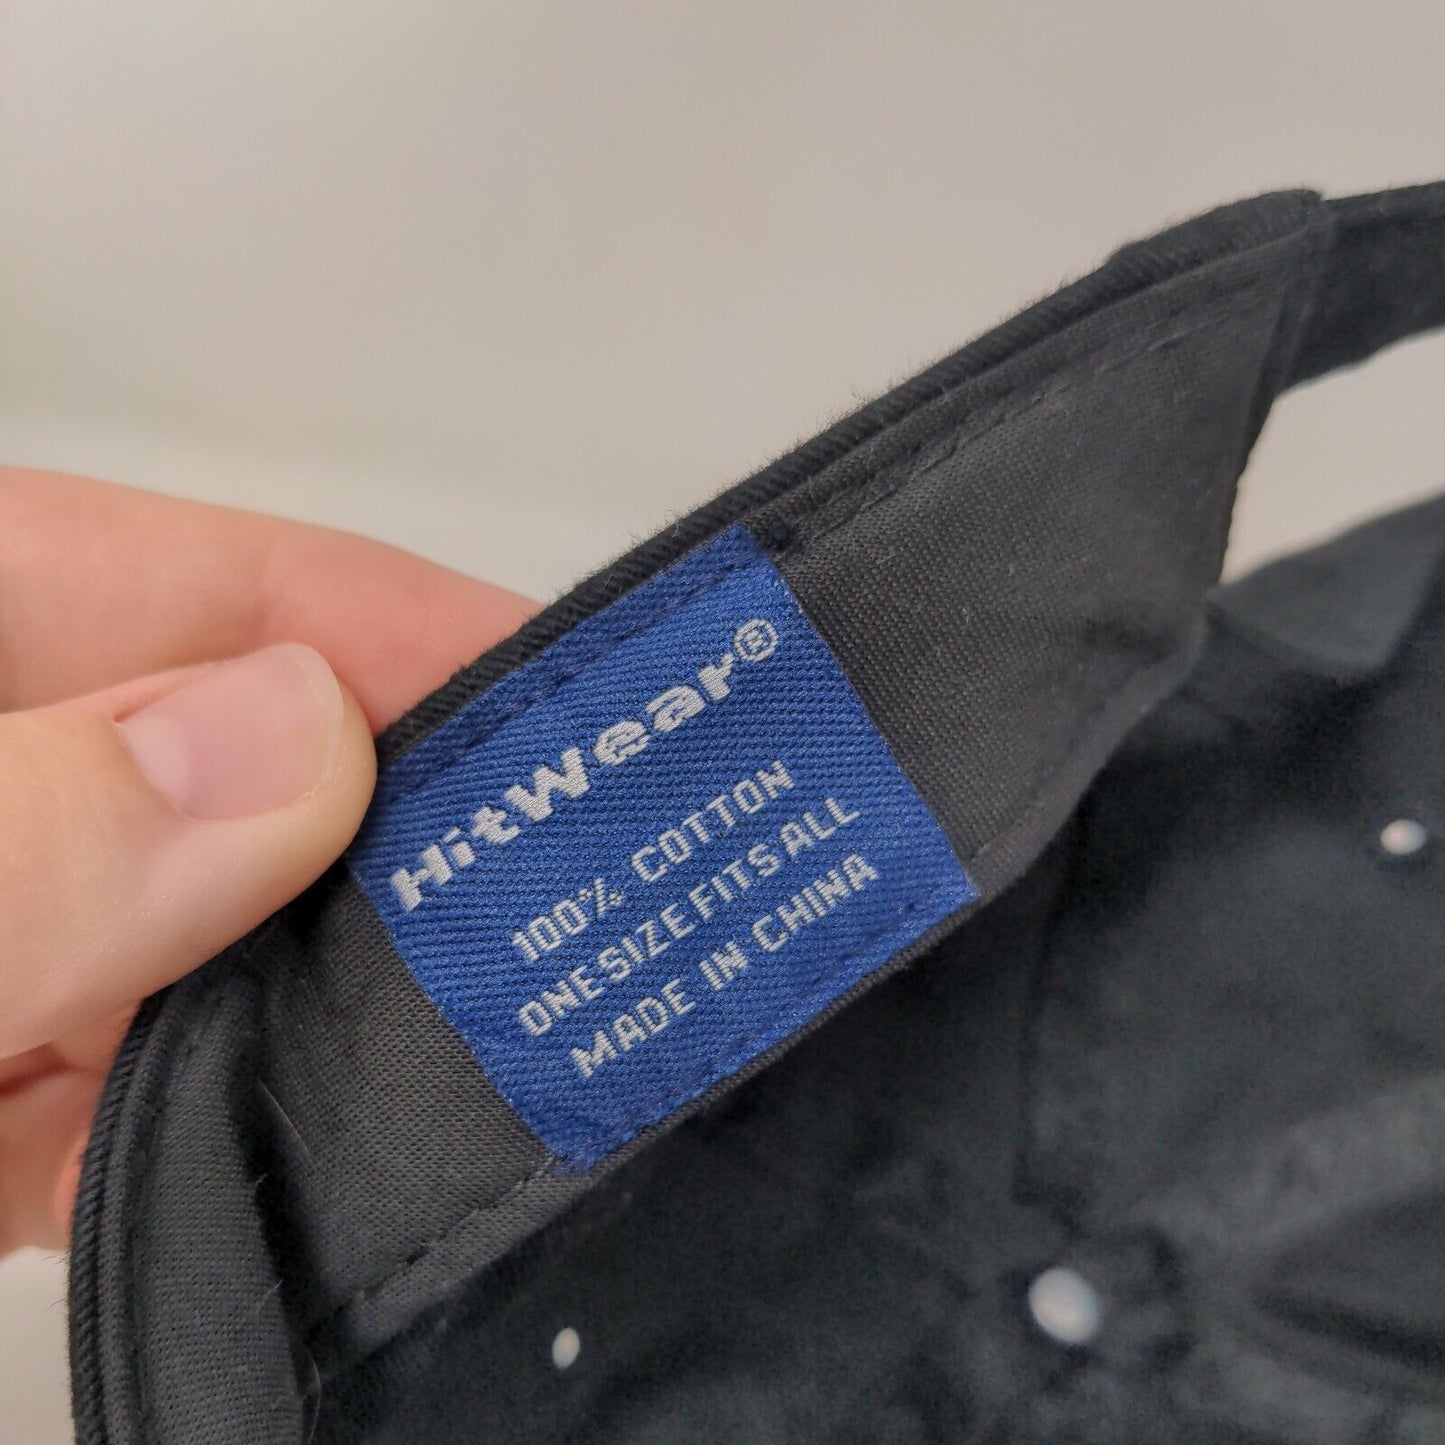 HitWear®
100% COTTON
ONE SIZE FITS ALL
MADE IN CHINA